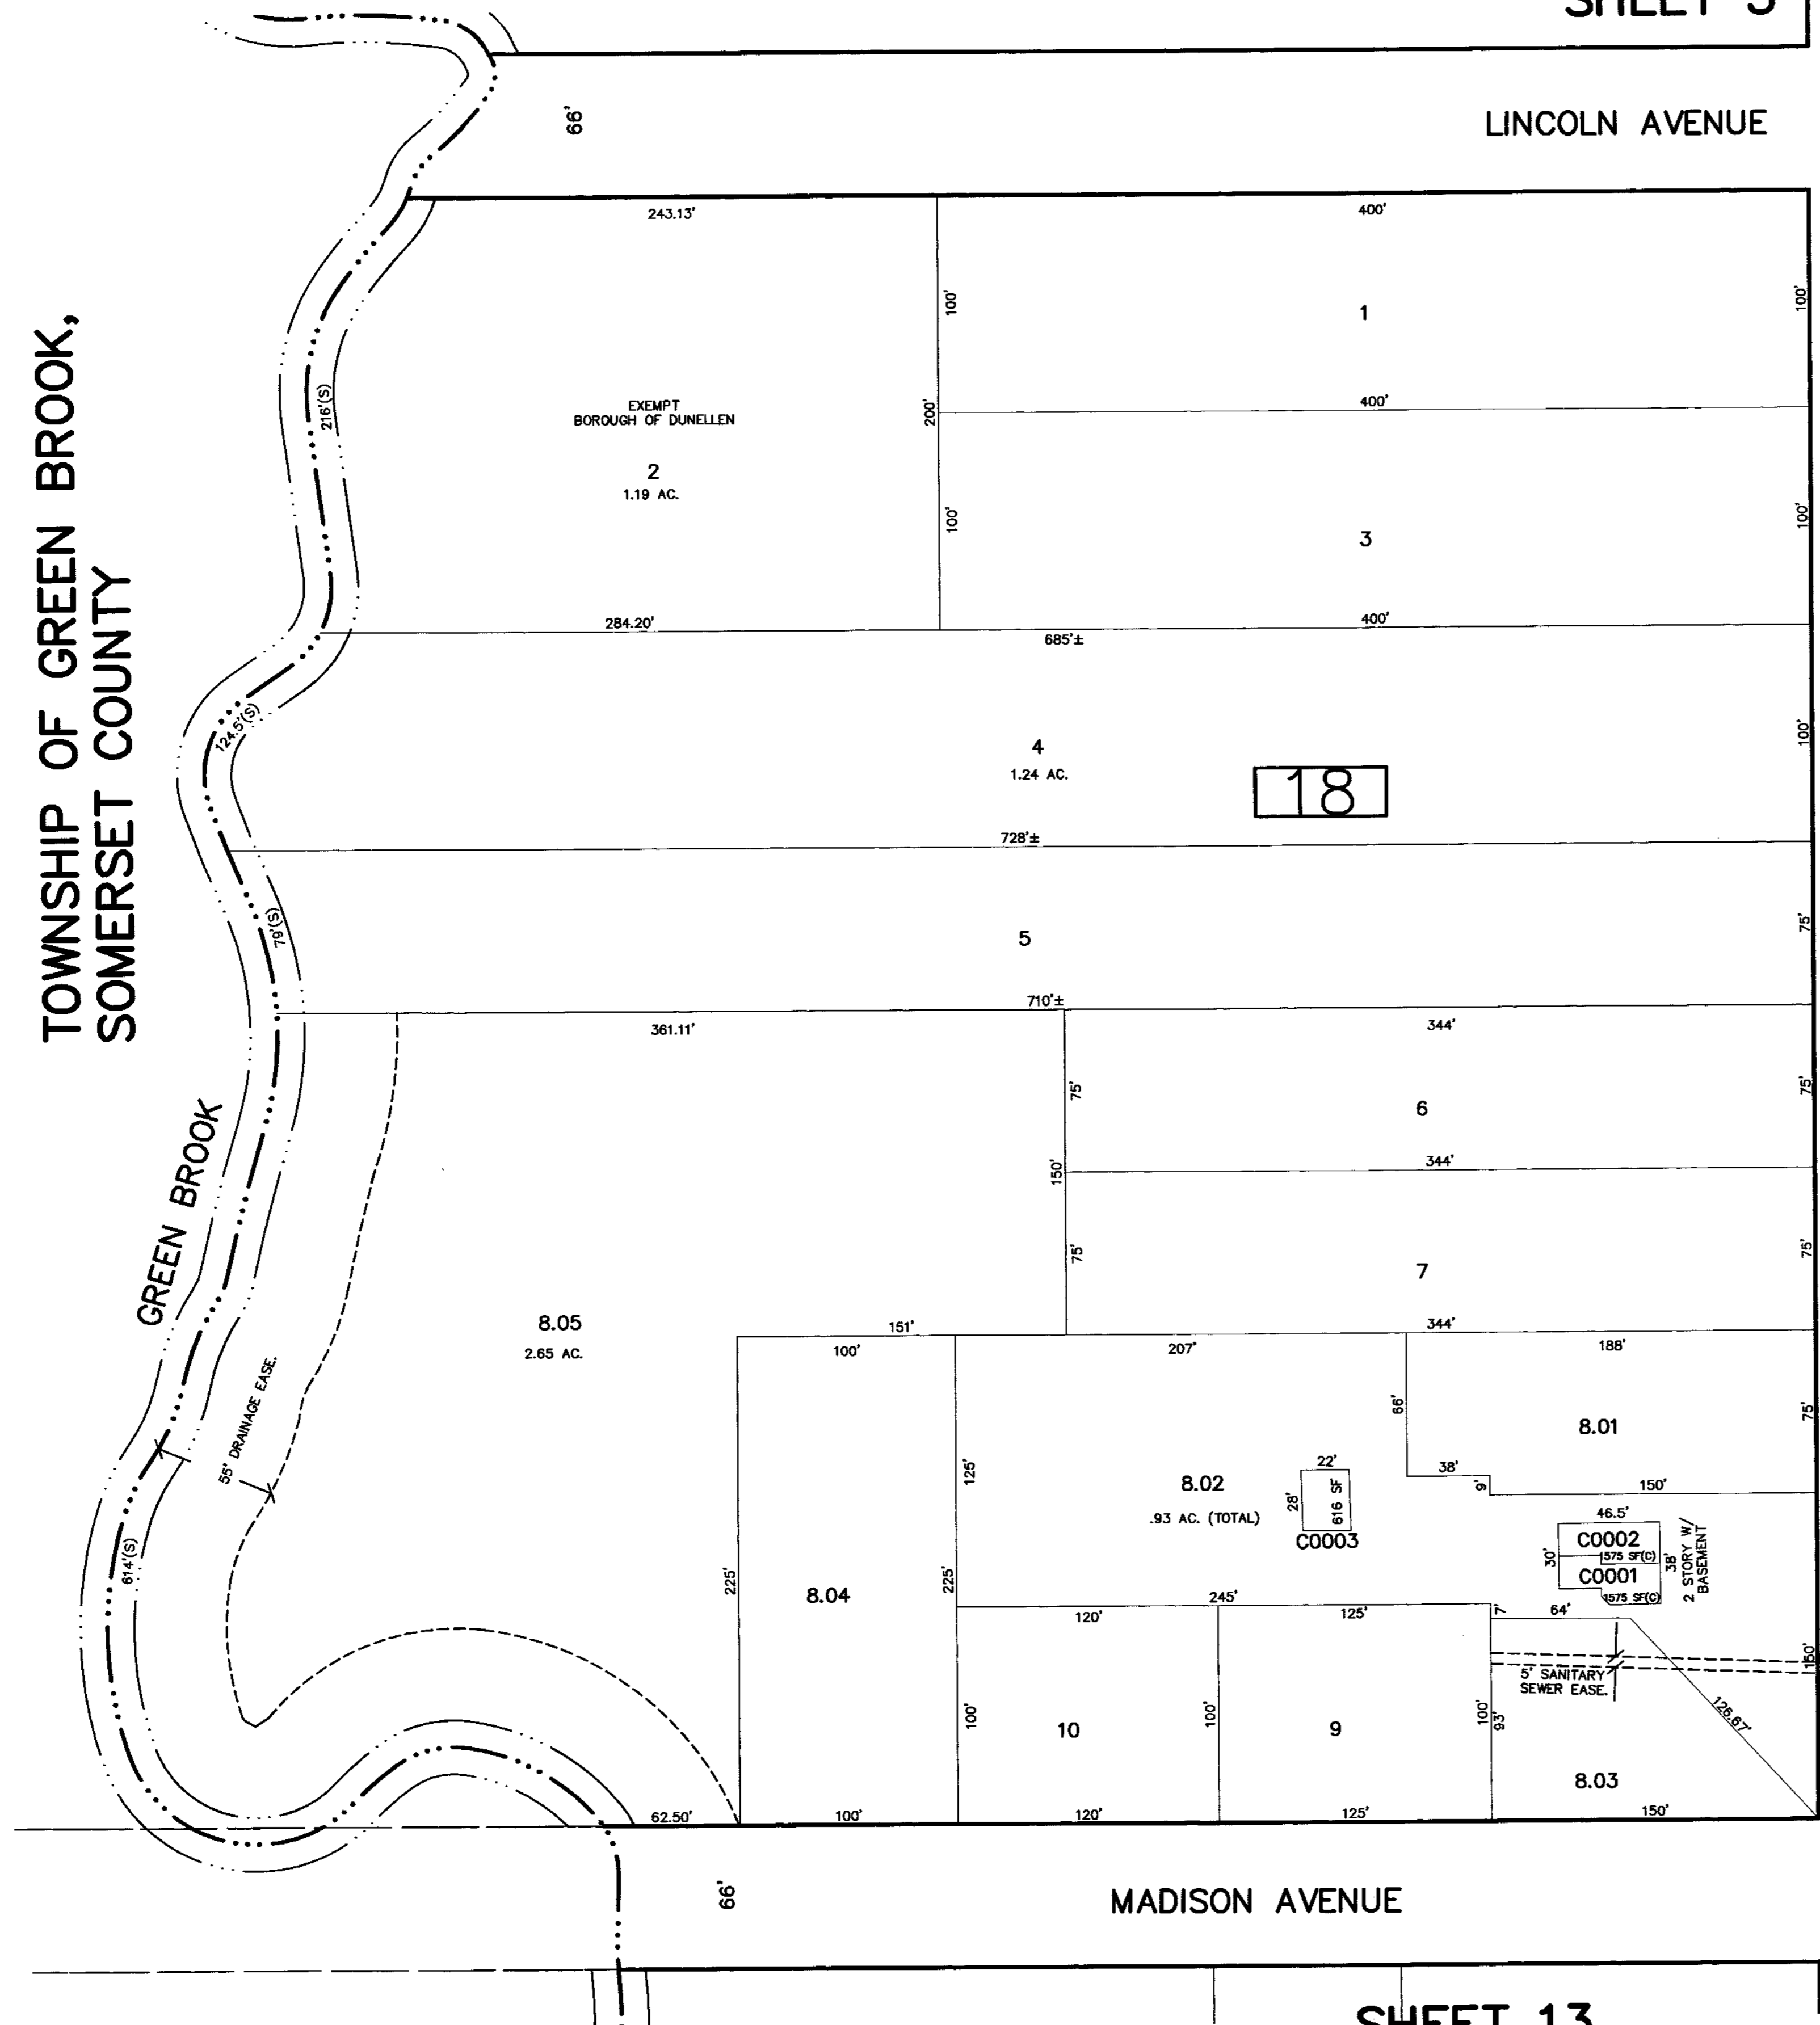 66'
LINCOLN AVENUE
243.13'
400'
100'
1
100'
216'(S)
EXEMPT
BOROUGH OF DUNELLEN
200'
400'
2
1.19 AC.
100'
3
100'
TOWNSHIP OF GREEN BROOK,
SOMERSET COUNTY
284.20'
685'±
400'
124.5'(S)
4
1.24 AC.
18
100'
728'±
79'(S)
5
75'
710'±
361.11'
344'
75'
6
75'
GREEN BROOK
150'
344'
75'
7
75'
8.05
2.65 AC.
151'
344'
100'
207'
188'
55' DRAINAGE EASE.
66'
8.01
75'
125'
8.02
.93 AC. (TOTAL)
22'
28'
616 SF
C0003
38'
9'
150'
46.5'
C0002
1575 SF(C)
30'
38'
C0001
1575 SF(C)
2 STORY W/
BASEMENT
614'(S)
225'
8.04
225'
245'
120'
125'
7'
64'
5' SANITARY
SEWER EASE.
150'
100'
10
100'
9
100'
93'
126.67'
8.03
62.50'
100'
120'
125'
150'
66'
MADISON AVENUE
SHEET 13